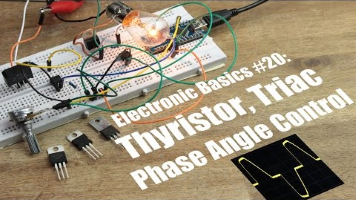 Electronic Basics #20:
Thyristor, Triac
Phase Angle Control